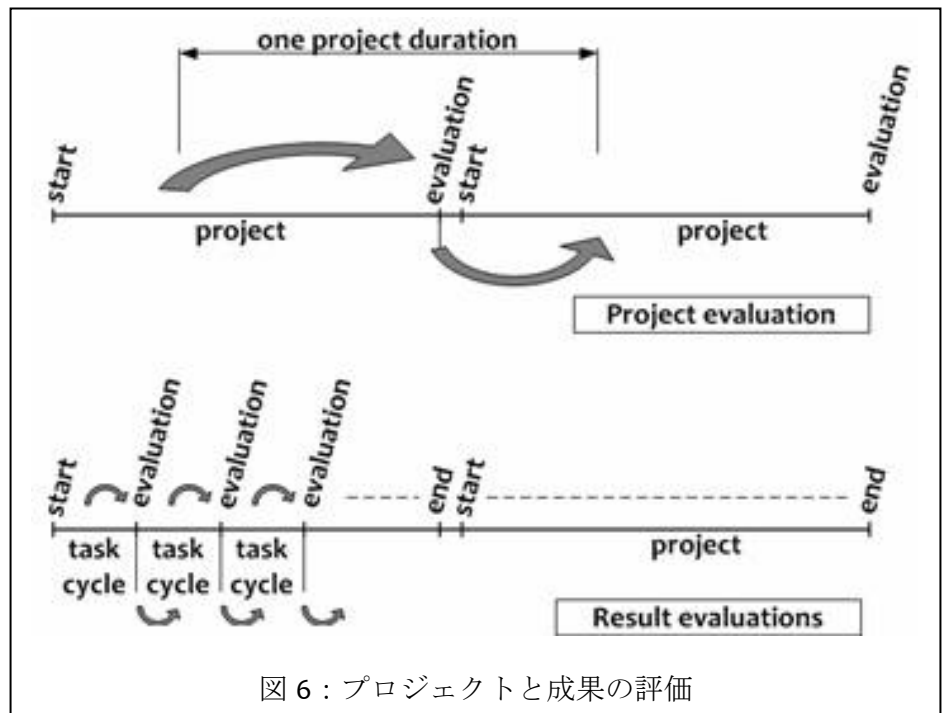 one project duration
start
evaluation
start
evaluation
project
project
Project evaluation
start
evaluation
evaluation
evaluation
end
start
end
task cycle
task cycle
task cycle
project
Result evaluations
図 6：プロジェクトと成果の評価